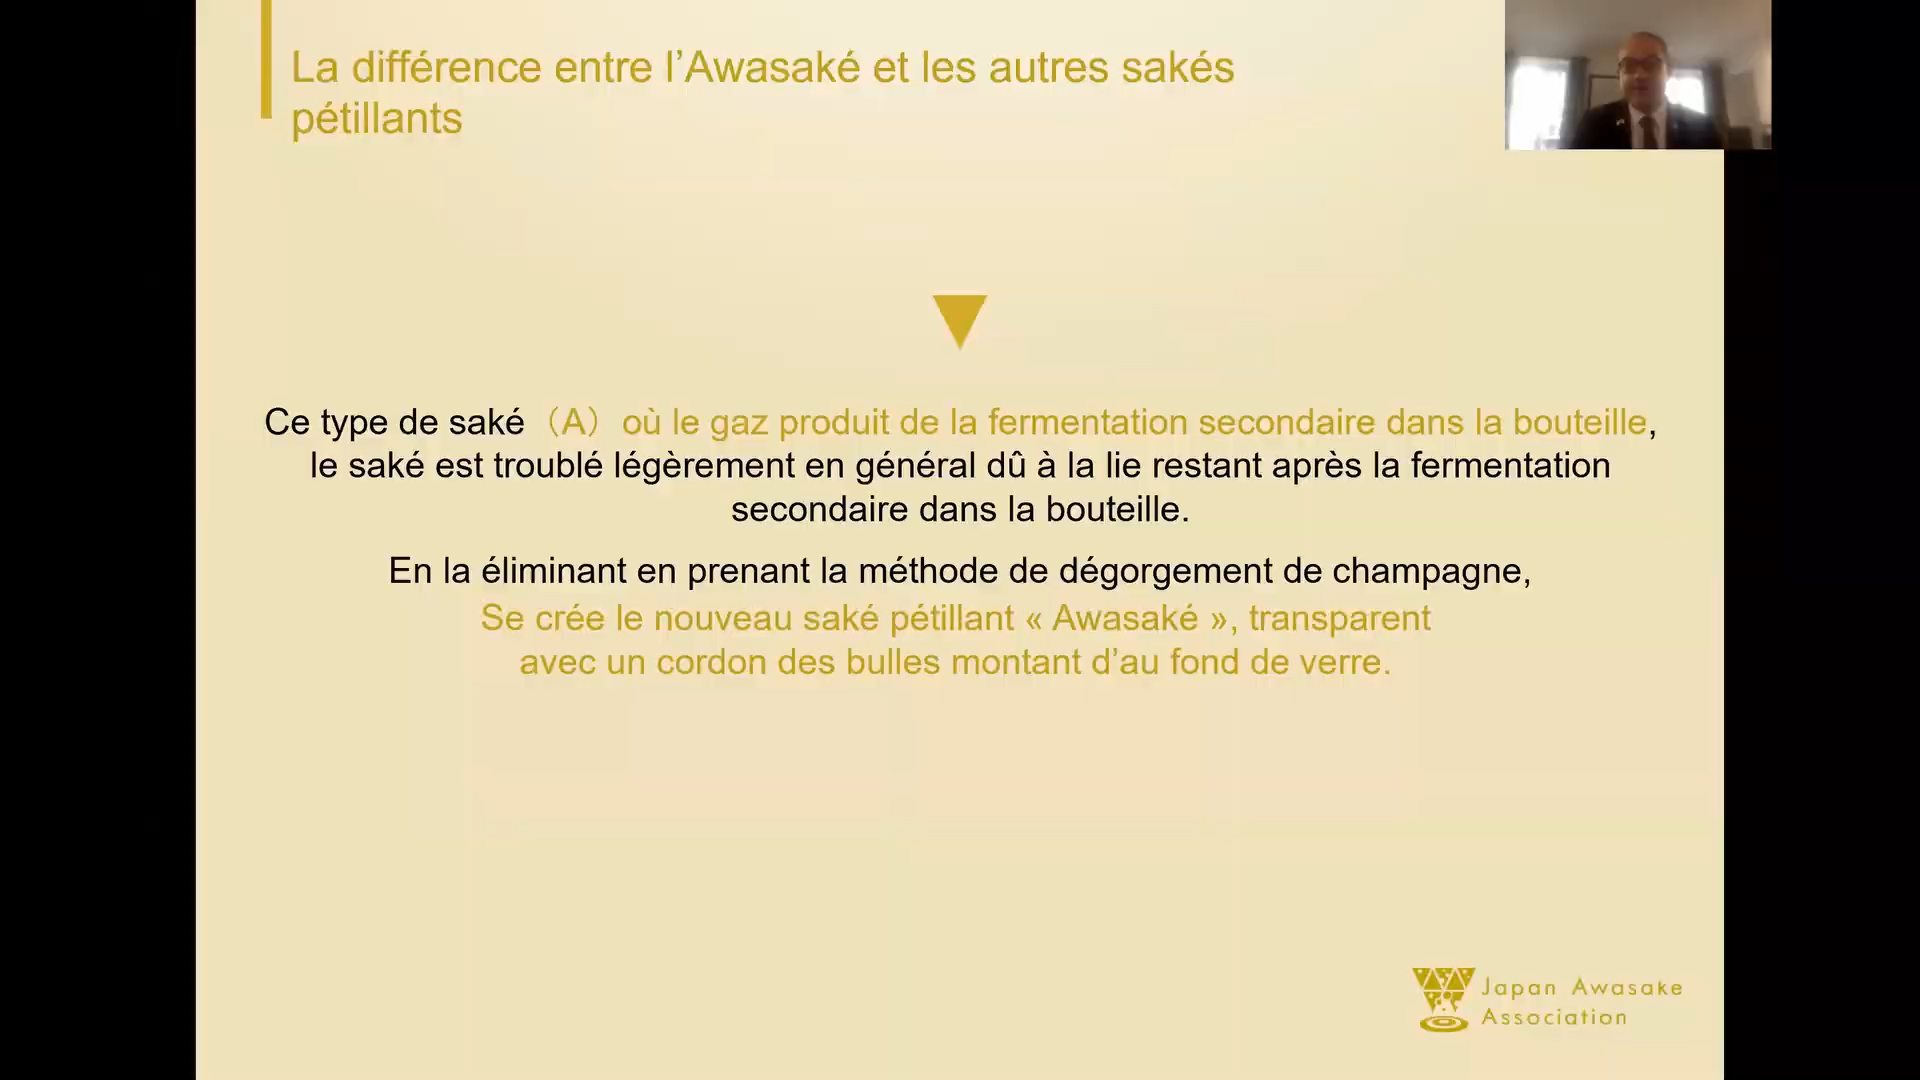 La différence entre l’Awasaké et les autres sakés
pétillants
Ce type de saké（A）où le gaz produit de la fermentation secondaire dans la bouteille,
le saké est troublé légèrement en général dû à la lie restant après la fermentation
secondaire dans la bouteille.
En la éliminant en prenant la méthode de dégorgement de champagne,
Se crée le nouveau saké pétillant « Awasaké », transparent
avec un cordon des bulles montant d’au fond de verre.
Japan Awasake
Association